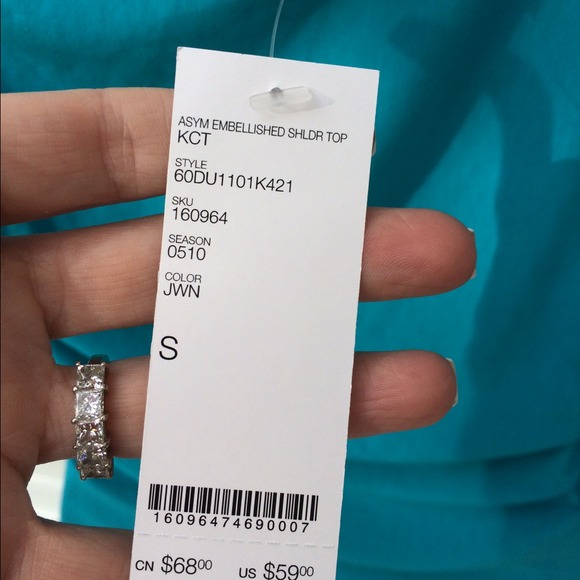 ASYM EMBELLISHED SHLDR TOP
KCT
STYLE
60DU1101K421
SKU
160964
SEASON
0510
COLOR
JWN
S
16096474690007
CN $68.00 US $59.00